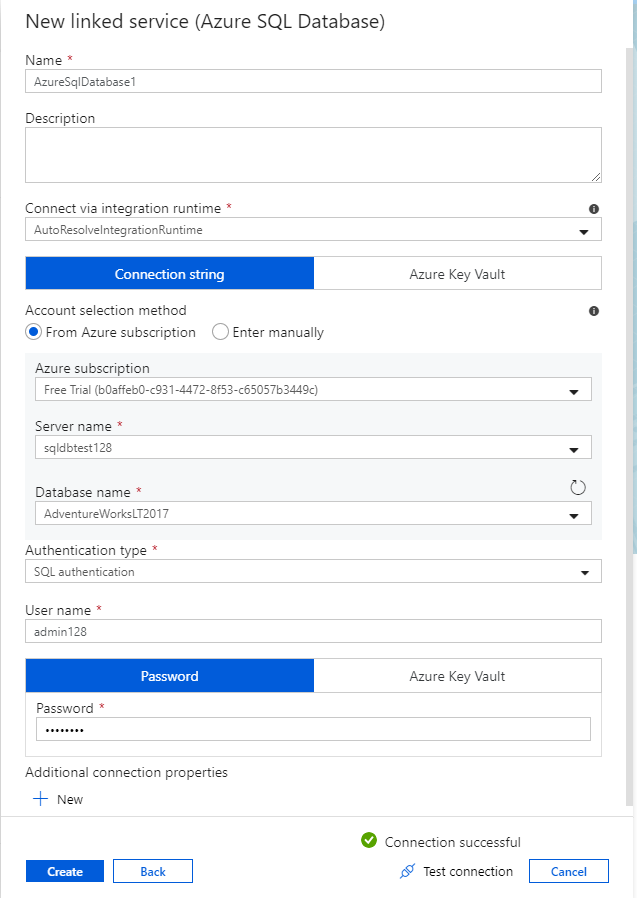 New linked service (Azure SQL Database)
Name *
AzureSqlDatabase1
Description
Connect via integration runtime *
AutoResolveIntegrationRuntime
Connection string Azure Key Vault
Account selection method
From Azure subscription Enter manually
Azure subscription
Free Trial (b0affeb0-c931-4472-8f53-c65057b3449c)
Server name *
sqldbtest128
Database name *
AdventureWorksLT2017
Authentication type *
SQL authentication
User name *
admin128
Password Azure Key Vault
Password *
••••••••
Additional connection properties
New
Connection successful
Create Back Test connection Cancel